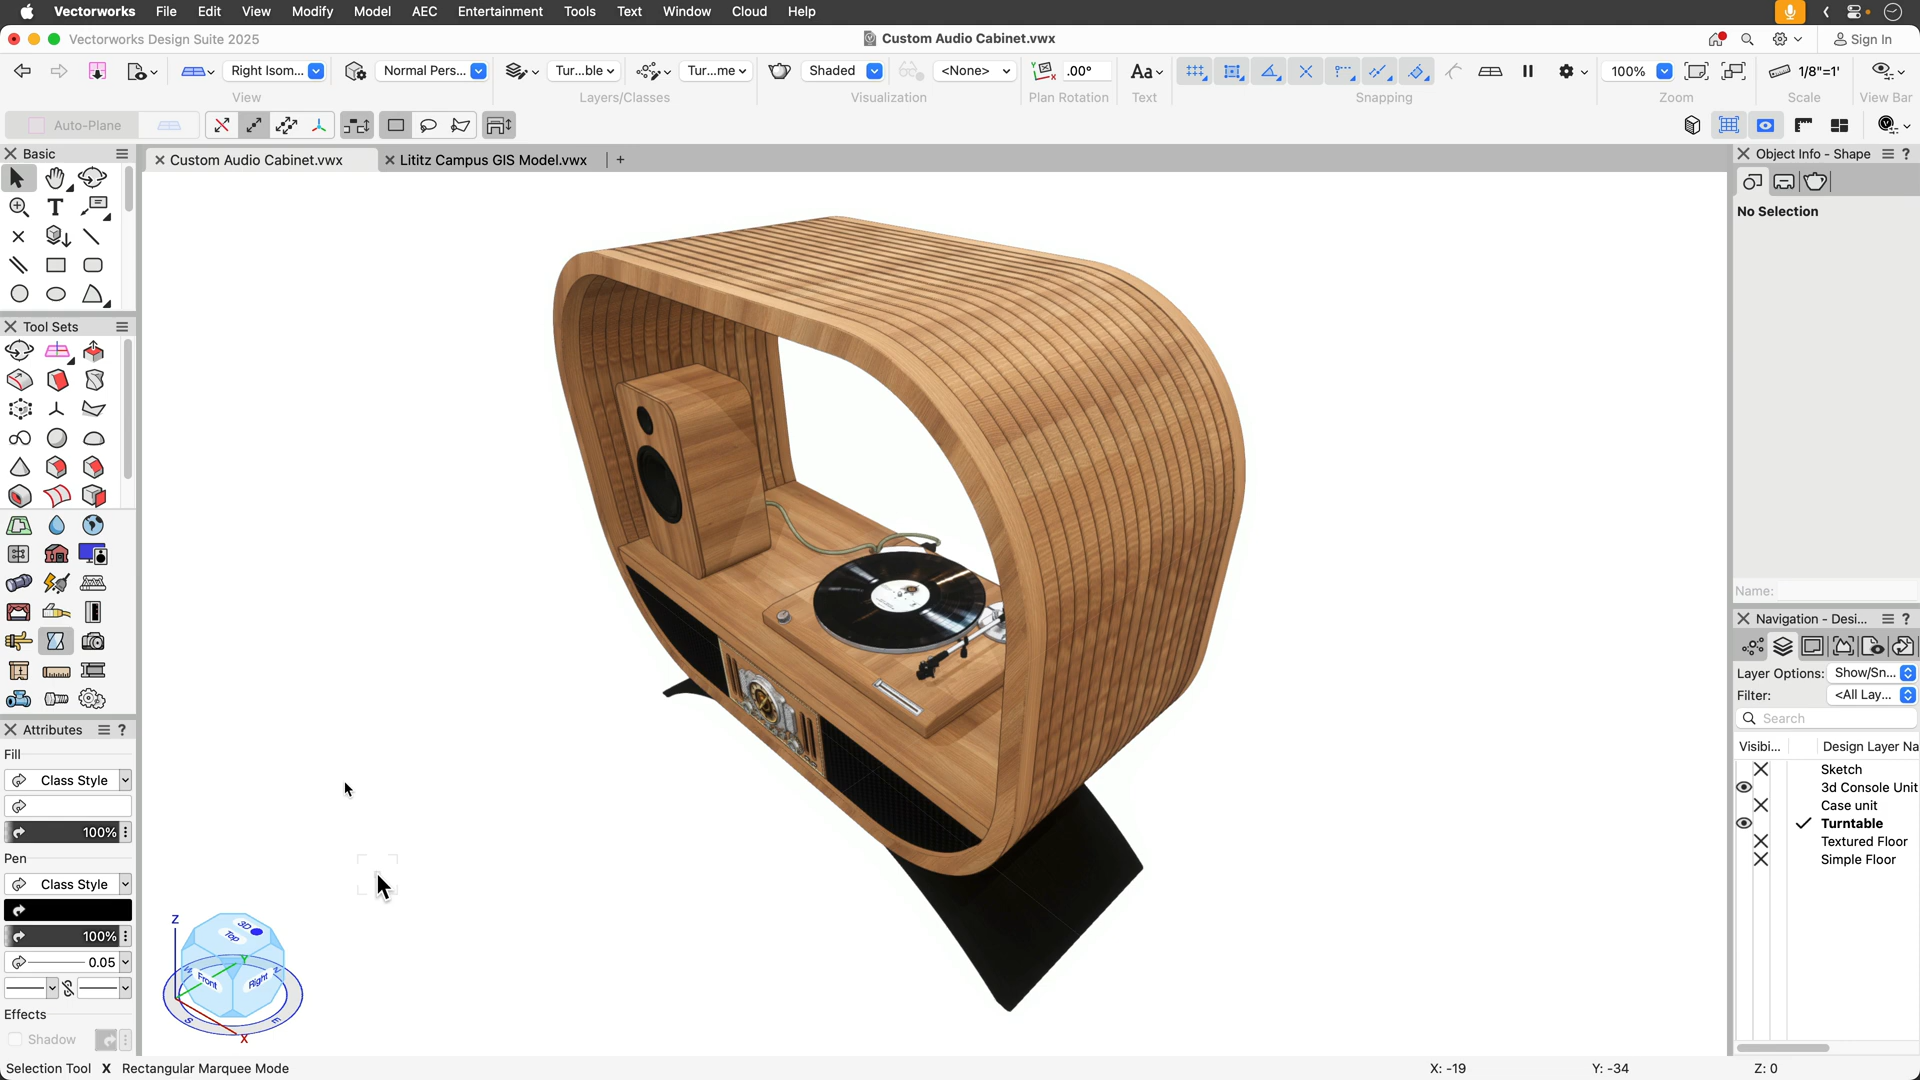 Vectorworks File Edit View Modify Model AEC Entertainment Tools Text Window Cloud Help
Vectorworks Design Suite 2025
Custom Audio Cabinet.vwx
Sign In
Right Isom...
Normal Pers...
Tur...ble
Tur...me
Shaded
<None>
.00°
Aa
100%
1/8"=1'
View
Layers/Classes
Visualization
Plan Rotation
Text
Snapping
Zoom
Scale
View Bar
Auto-Plane
Basic
Custom Audio Cabinet.vwx
Lititz Campus GIS Model.vwx
+
Object Info - Shape
?
No Selection
Tool Sets
Name:
Navigation - Desi...
?
Layer Options: Show/Sn...
Filter: <All Lay...
Search
Visibi... Design Layer Na
Sketch
3d Console Unit
Case unit
Turntable
Textured Floor
Simple Floor
Attributes
?
Fill
Class Style
100%
Pen
Class Style
100%
0.05
Effects
Shadow
Z
3D
Top
Y
Front
Right
S
E
X
Selection Tool X Rectangular Marquee Mode
X: -19
Y: -34
Z: 0